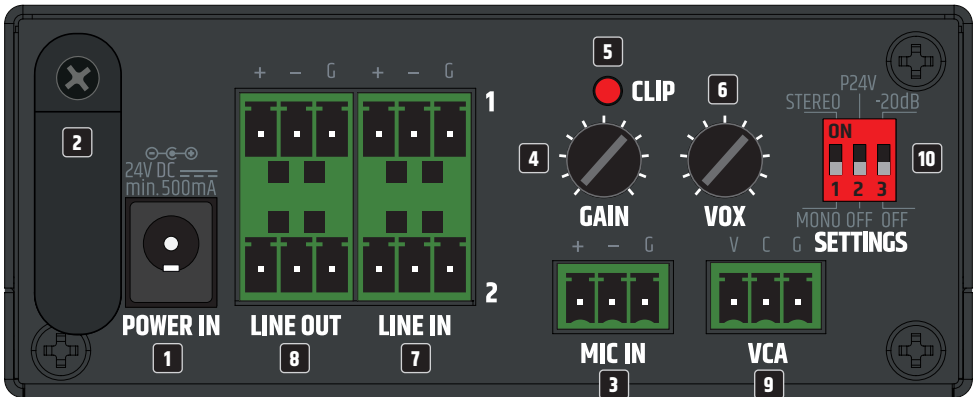 5
+ − G + − G
1
CLIP
6
P24V
STEREO
-20dB
2
ON
4
10
24V DC
min.500mA
1 2 3
GAIN
VOX
MONO OFF OFF
SETTINGS
+ − G
V C G
2
POWER IN
LINE OUT
LINE IN
MIC IN
VCA
1
8
7
3
9